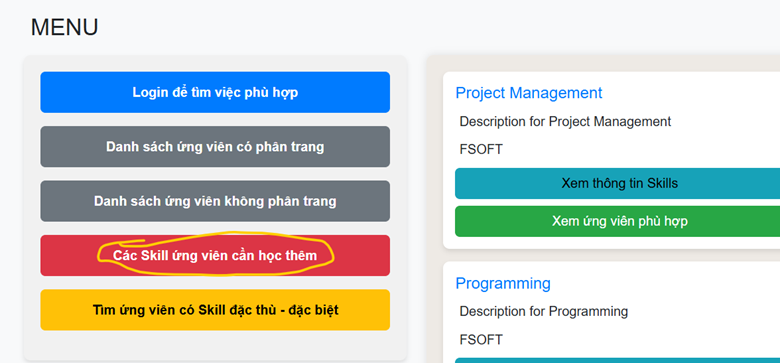 MENU
Login để tìm việc phù hợp
Danh sách ứng viên có phân trang
Danh sách ứng viên không phân trang
Các Skill ứng viên cần học thêm
Tìm ứng viên có Skill đặc thù - đặc biệt
Project Management
Description for Project Management
FSOFT
Xem thông tin Skills
Xem ứng viên phù hợp
Programming
Description for Programming
FSOFT